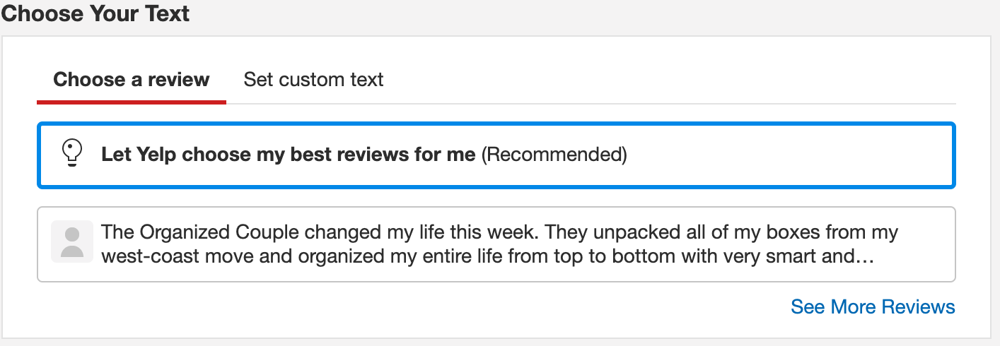 Choose Your Text
Choose a review
Set custom text
Let Yelp choose my best reviews for me (Recommended)
The Organized Couple changed my life this week. They unpacked all of my boxes from my
west-coast move and organized my entire life from top to bottom with very smart and…
See More Reviews